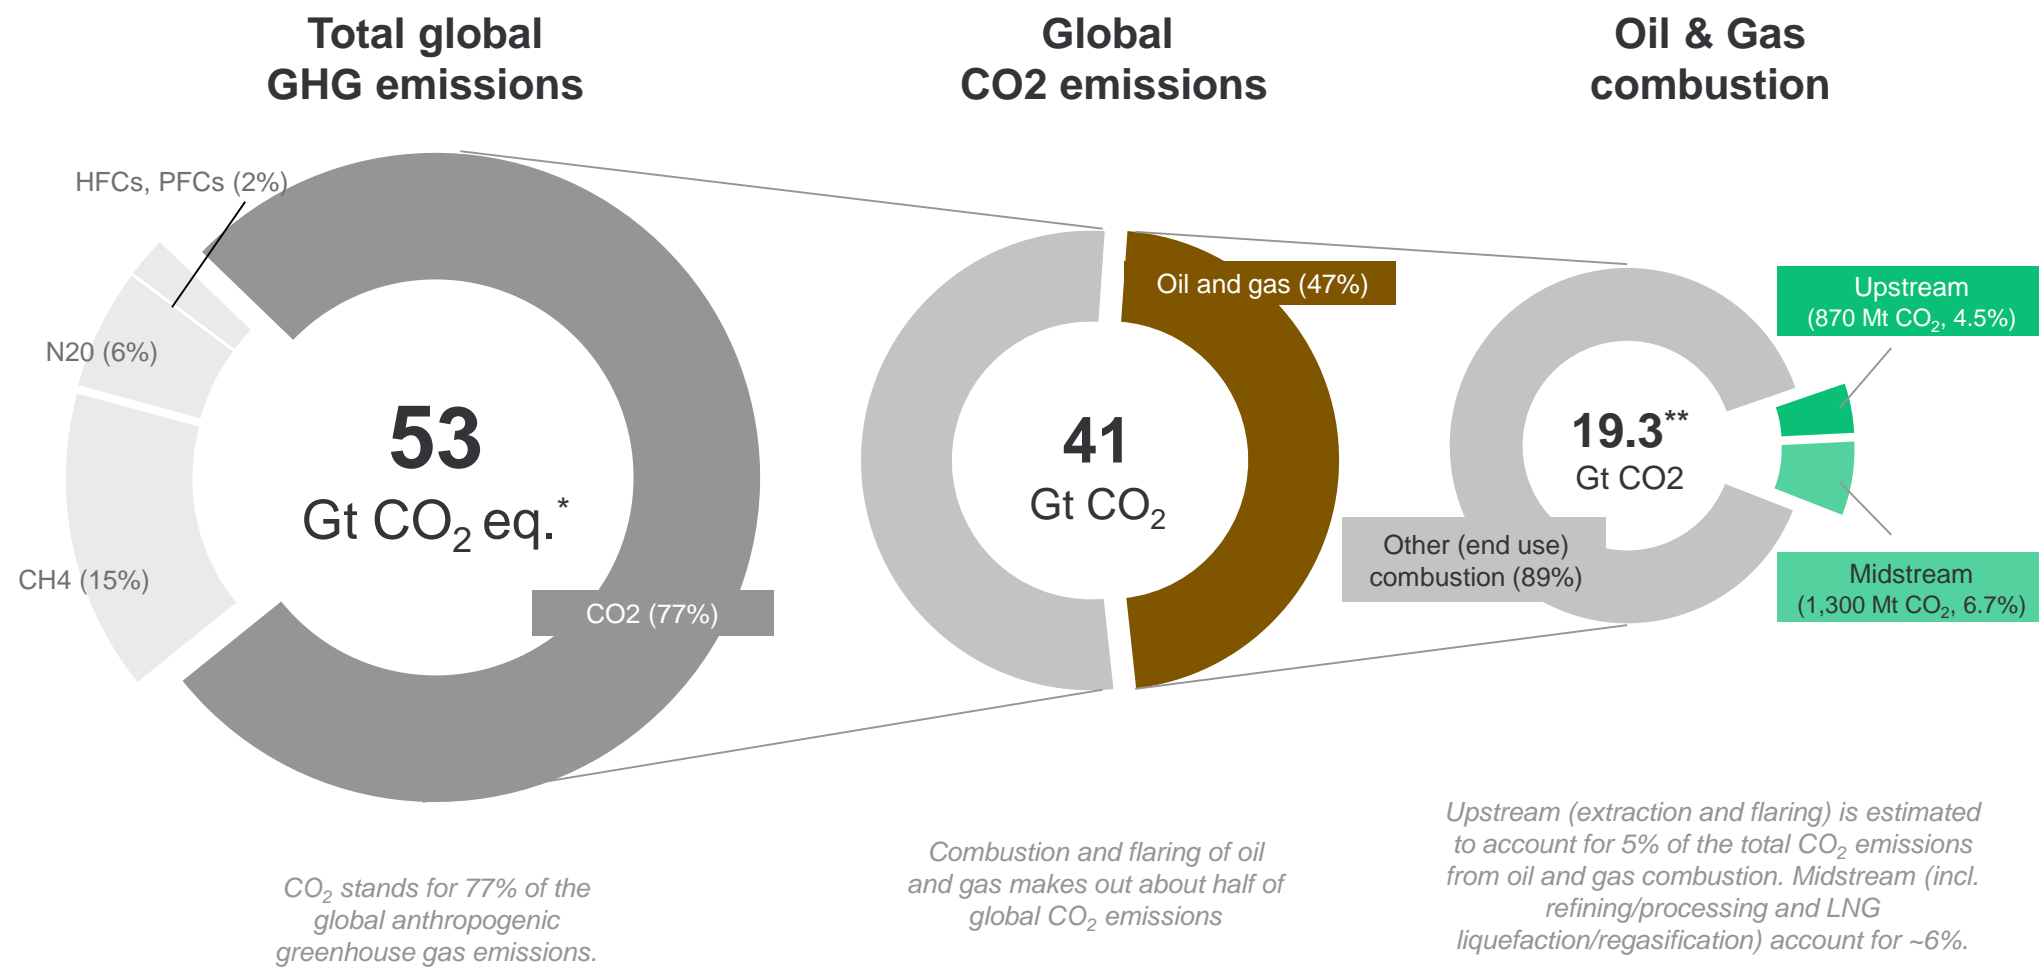 Total global
GHG emissions
HFCs, PFCs (2%)
N20 (6%)
CH4 (15%)
53
Gt CO₂ eq.*
CO2 (77%)
CO₂ stands for 77% of the
global anthropogenic
greenhouse gas emissions.
Global
CO2 emissions
Oil and gas (47%)
41
Gt CO₂
Combustion and flaring of oil
and gas makes out about half of
global CO₂ emissions
Oil & Gas
combustion
Upstream
(870 Mt CO₂, 4.5%)
19.3**
Gt CO2
Other (end use)
combustion (89%)
Midstream
(1,300 Mt CO₂, 6.7%)
Upstream (extraction and flaring) is estimated
to account for 5% of the total CO₂ emissions
from oil and gas combustion. Midstream (incl.
refining/processing and LNG
liquefaction/regasification) account for ~6%.